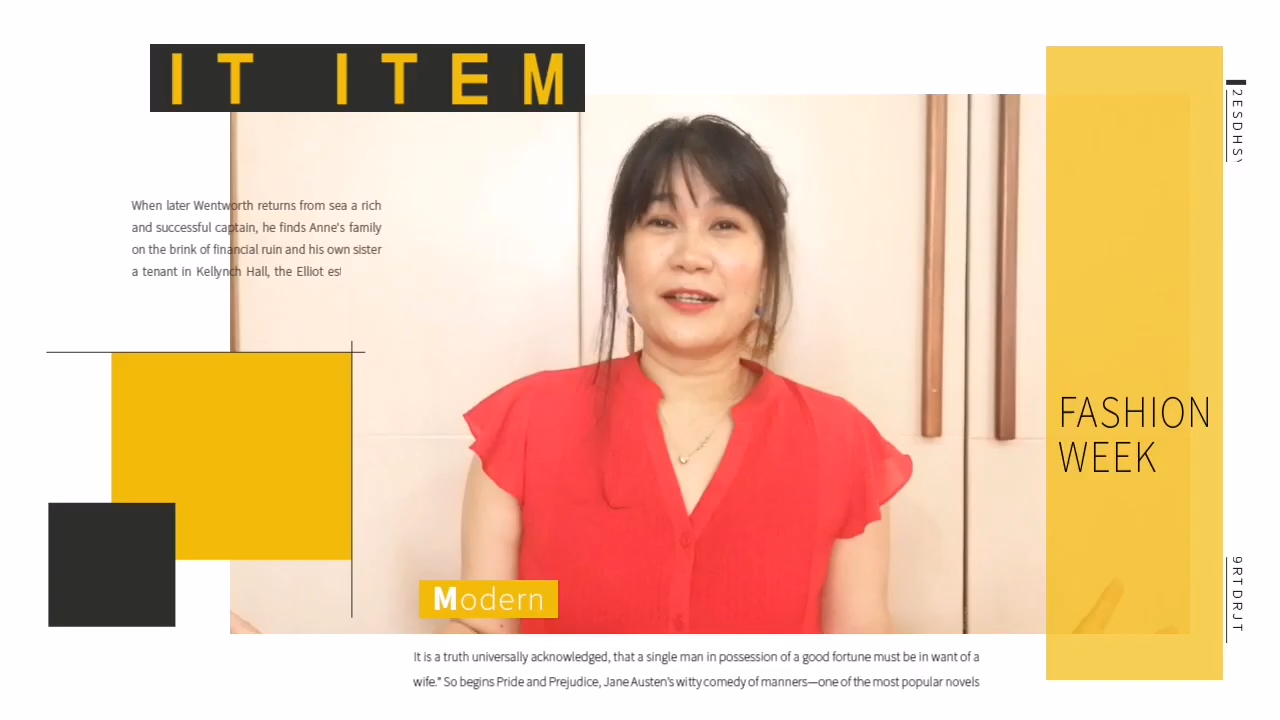 IT ITEM
When later Wentworth returns from sea a rich
and successful captain, he finds Anne's family
on the brink of financial ruin and his own sister
a tenant in Kellynch Hall, the Elliot
FASHION
WEEK
2ESDHS
9RTDRJT
Modern
It is a truth universally acknowledged, that a single man in possession of a good fortune must be in want of a
wife." So begins Pride and Prejudice, Jane Austen's witty comedy of manners—one of the most popular novels